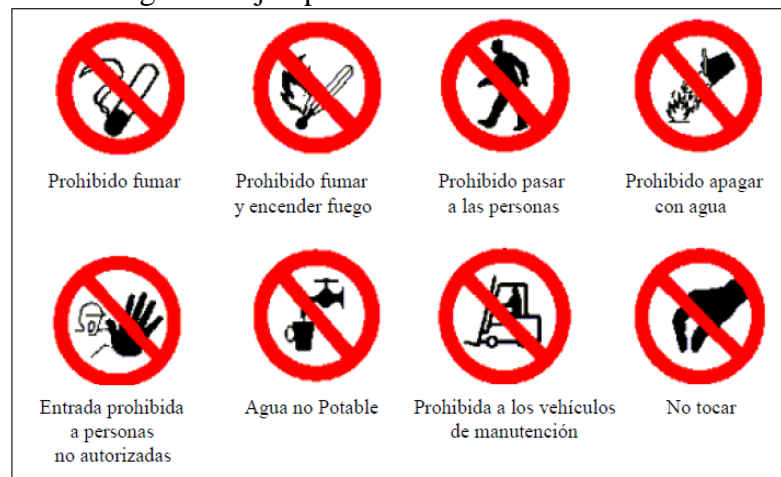 Prohibido fumar
Prohibido fumar
y encender fuego
Prohibido pasar
a las personas
Prohibido apagar
con agua
Entrada prohibida
a personas
no autorizadas
Agua no Potable
Prohibida a los vehículos
de manutención
No tocar